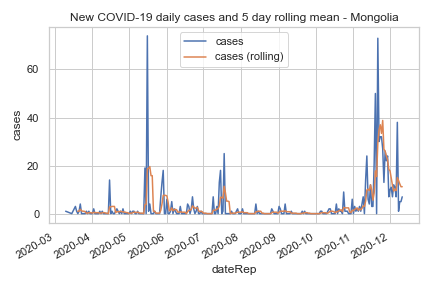 New COVID-19 daily cases and 5 day rolling mean - Mongolia
cases
cases (rolling)
60
40
20
0
cases
2020-03
2020-04
2020-05
2020-06
2020-07
2020-08
2020-09
2020-10
2020-11
2020-12
dateRep